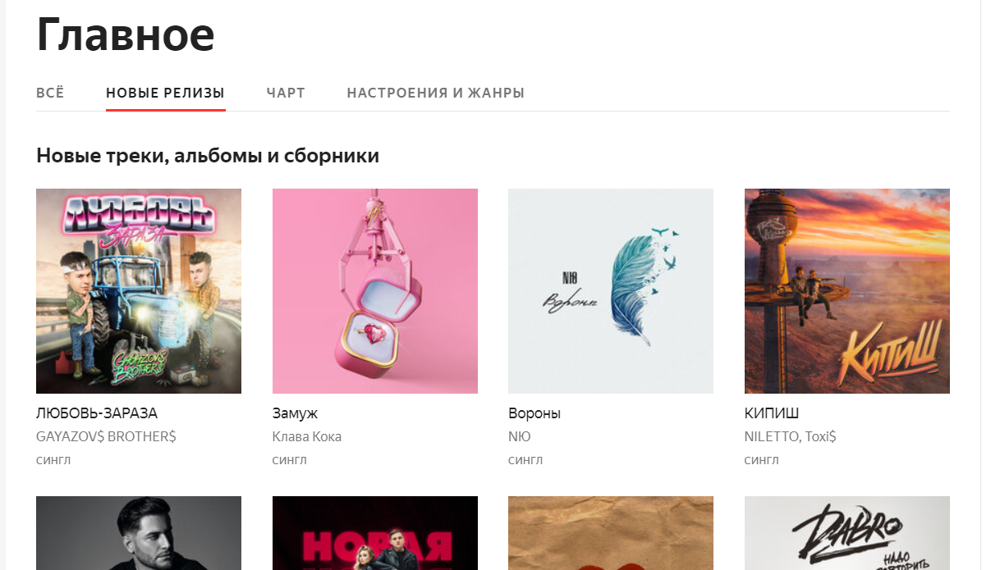 Главное
ВСЁ НОВЫЕ РЕЛИЗЫ ЧАРТ НАСТРОЕНИЯ И ЖАНРЫ
Новые треки, альбомы и сборники
ЛЮБОВЬ
ЗАРАЗА
GAYAZOV$
BROTHER$
NЮ
Вороны
КИПИШ
ЛЮБОВЬ-ЗАРАЗА Замуж Вороны КИПИШ
GAYAZOV$ BROTHER$ Клава Кока NЮ NILETTO, Toxi$
СИНГЛ СИНГЛ СИНГЛ СИНГЛ
НОВАЯ
DABRO
НАДО
ПОВТОРИТЬ